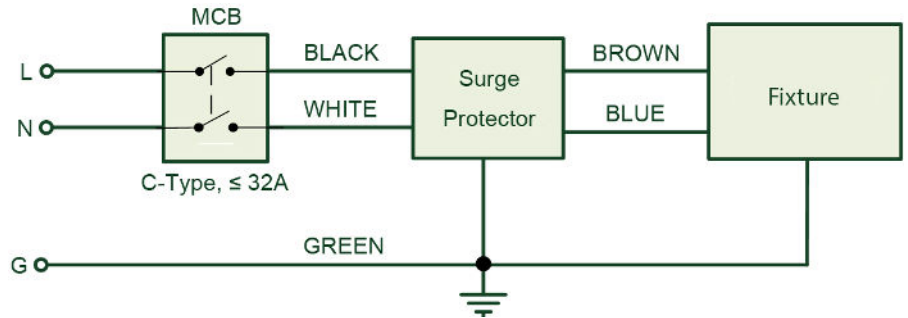 MCB
L
BLACK
BROWN
Surge
Protector
Fixture
N
WHITE
BLUE
C-Type, ≤ 32A
G
GREEN